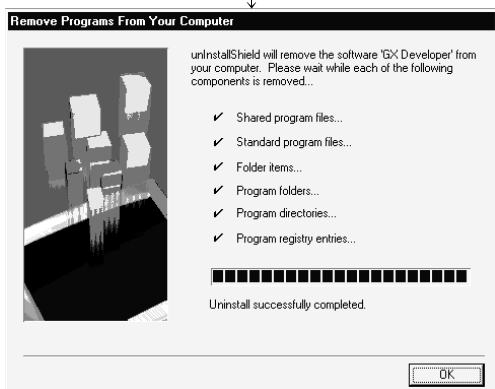 Remove Programs From Your Computer
unInstallShield will remove the software 'GX Developer' from
your computer. Please wait while each of the following
components is removed...
✔ Shared program files...
✔ Standard program files...
✔ Folder items...
✔ Program folders...
✔ Program directories...
✔ Program registry entries...
Uninstall successfully completed.
OK